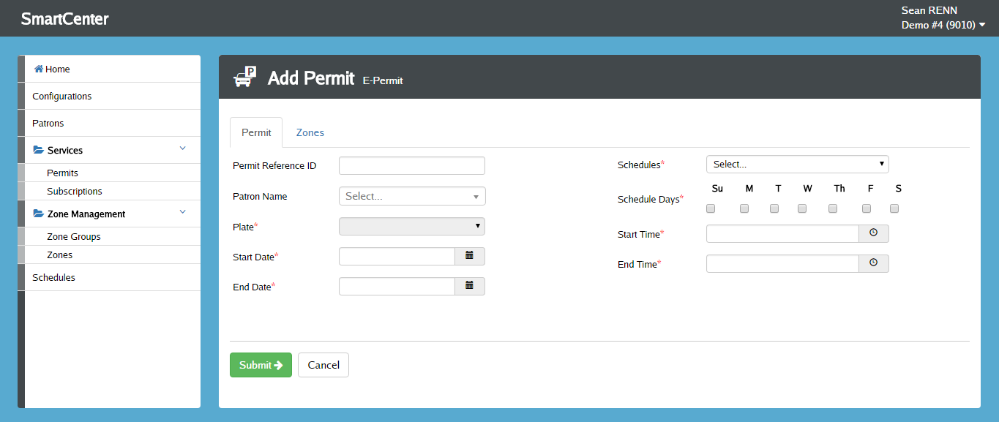 SmartCenter
Sean RENN
Demo #4 (9010)
Home
Configurations
Patrons
Services
Permits
Subscriptions
Zone Management
Zone Groups
Zones
Schedules
P
Add Permit E-Permit
Permit Zones
Permit Reference ID
Patron Name Select...
Plate*
Start Date*
End Date*
Schedules* Select...
Su M T W Th F S
Schedule Days*
Start Time*
End Time*
Submit
Cancel